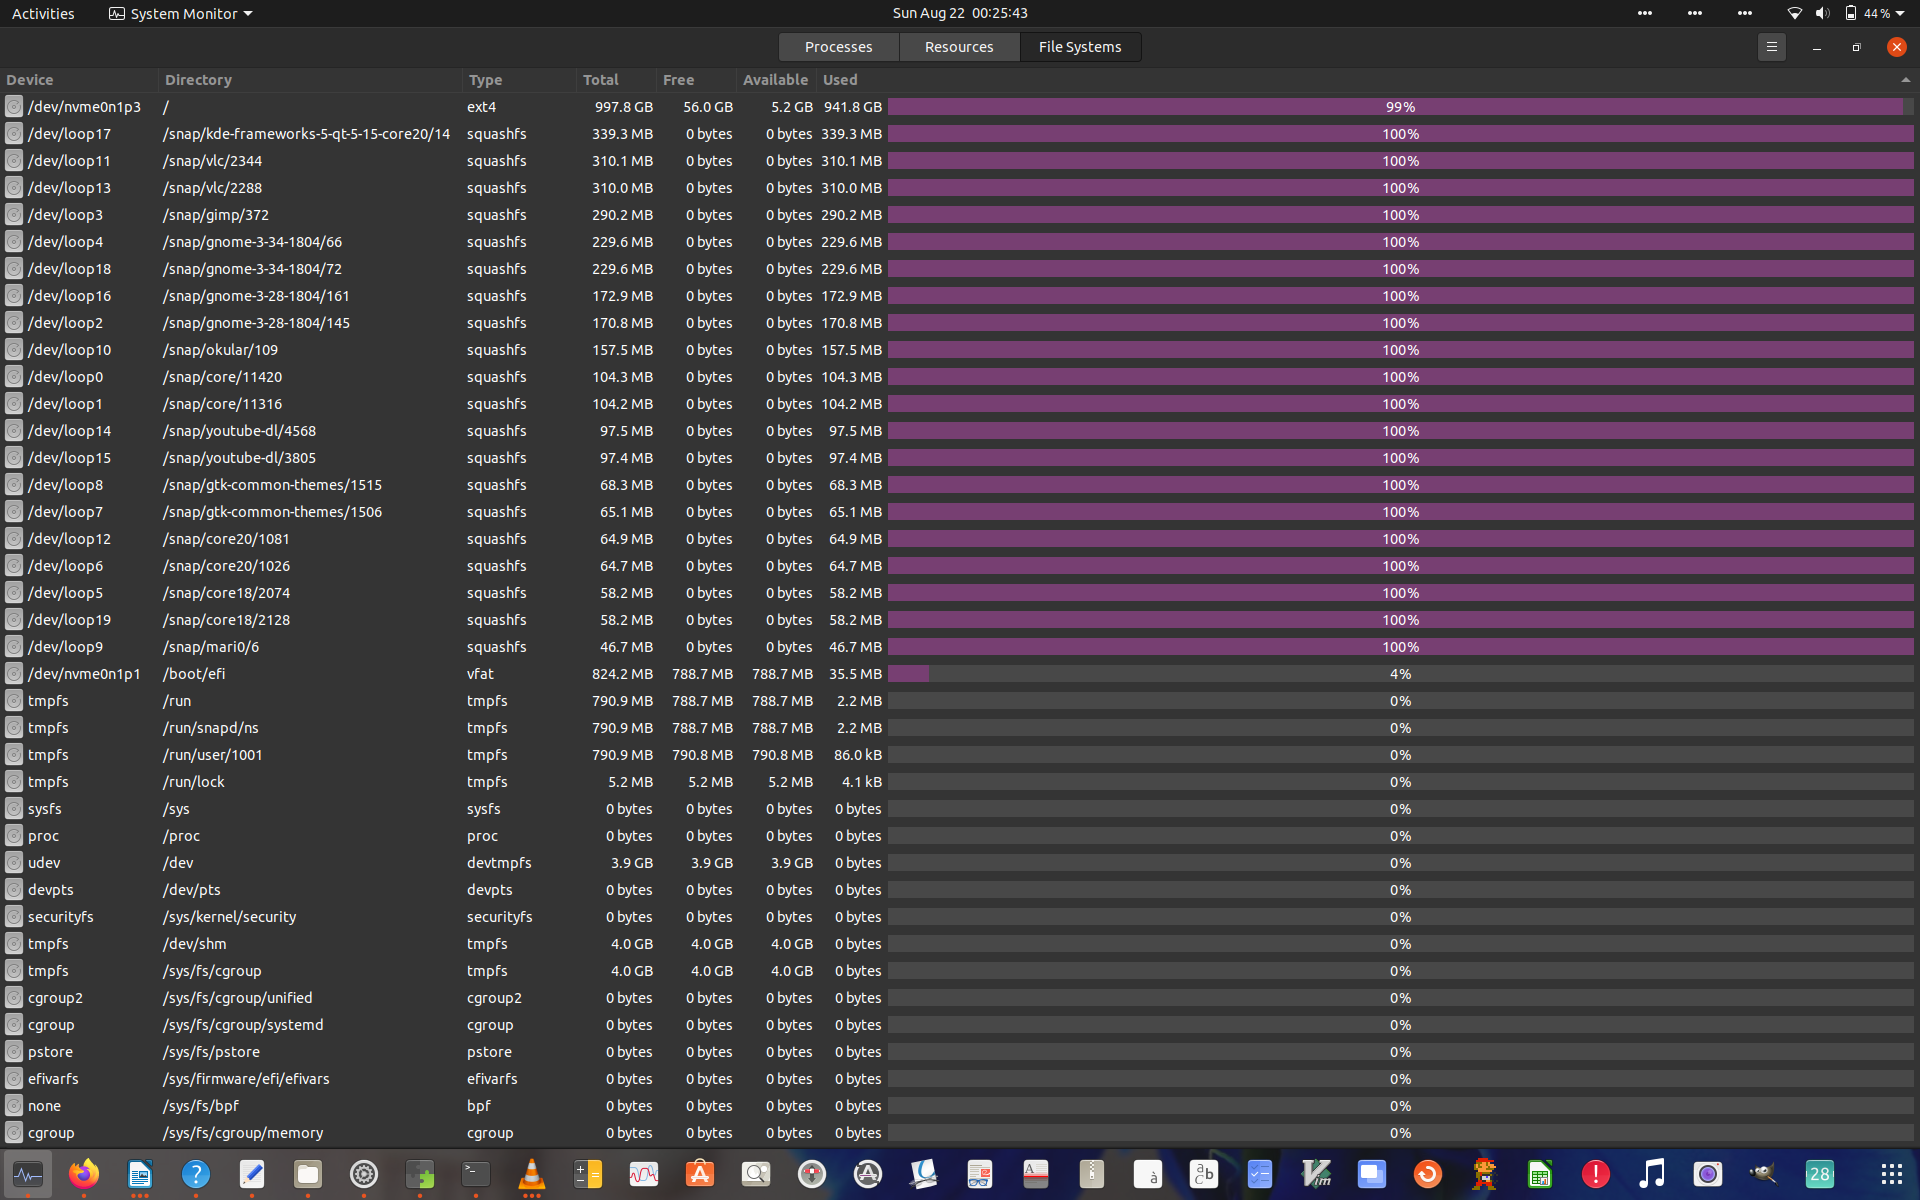 Activities System Monitor Sun Aug 22 00:25:43 44%
Processes Resources File Systems
Device Directory Type Total Free Available Used
/dev/nvme0n1p3 / ext4 997.8 GB 56.0 GB 5.2 GB 941.8 GB 99%
/dev/loop17 /snap/kde-frameworks-5-qt-5-15-core20/14 squashfs 339.3 MB 0 bytes 0 bytes 339.3 MB 100%
/dev/loop11 /snap/vlc/2344 squashfs 310.1 MB 0 bytes 0 bytes 310.1 MB 100%
/dev/loop13 /snap/vlc/2288 squashfs 310.0 MB 0 bytes 0 bytes 310.0 MB 100%
/dev/loop3 /snap/gimp/372 squashfs 290.2 MB 0 bytes 0 bytes 290.2 MB 100%
/dev/loop4 /snap/gnome-3-34-1804/66 squashfs 229.6 MB 0 bytes 0 bytes 229.6 MB 100%
/dev/loop18 /snap/gnome-3-34-1804/72 squashfs 229.6 MB 0 bytes 0 bytes 229.6 MB 100%
/dev/loop16 /snap/gnome-3-28-1804/161 squashfs 172.9 MB 0 bytes 0 bytes 172.9 MB 100%
/dev/loop2 /snap/gnome-3-28-1804/145 squashfs 170.8 MB 0 bytes 0 bytes 170.8 MB 100%
/dev/loop10 /snap/okular/109 squashfs 157.5 MB 0 bytes 0 bytes 157.5 MB 100%
/dev/loop0 /snap/core/11420 squashfs 104.3 MB 0 bytes 0 bytes 104.3 MB 100%
/dev/loop1 /snap/core/11316 squashfs 104.2 MB 0 bytes 0 bytes 104.2 MB 100%
/dev/loop14 /snap/youtube-dl/4568 squashfs 97.5 MB 0 bytes 0 bytes 97.5 MB 100%
/dev/loop15 /snap/youtube-dl/3805 squashfs 97.4 MB 0 bytes 0 bytes 97.4 MB 100%
/dev/loop8 /snap/gtk-common-themes/1515 squashfs 68.3 MB 0 bytes 0 bytes 68.3 MB 100%
/dev/loop7 /snap/gtk-common-themes/1506 squashfs 65.1 MB 0 bytes 0 bytes 65.1 MB 100%
/dev/loop12 /snap/core20/1081 squashfs 64.9 MB 0 bytes 0 bytes 64.9 MB 100%
/dev/loop6 /snap/core20/1026 squashfs 64.7 MB 0 bytes 0 bytes 64.7 MB 100%
/dev/loop5 /snap/core18/2074 squashfs 58.2 MB 0 bytes 0 bytes 58.2 MB 100%
/dev/loop19 /snap/core18/2128 squashfs 58.2 MB 0 bytes 0 bytes 58.2 MB 100%
/dev/loop9 /snap/mari0/6 squashfs 46.7 MB 0 bytes 0 bytes 46.7 MB 100%
/dev/nvme0n1p1 /boot/efi vfat 824.2 MB 788.7 MB 788.7 MB 35.5 MB 4%
tmpfs /run tmpfs 790.9 MB 788.7 MB 788.7 MB 2.2 MB 0%
tmpfs /run/snapd/ns tmpfs 790.9 MB 788.7 MB 788.7 MB 2.2 MB 0%
tmpfs /run/user/1001 tmpfs 790.9 MB 790.8 MB 790.8 MB 86.0 kB 0%
tmpfs /run/lock tmpfs 5.2 MB 5.2 MB 5.2 MB 4.1 kB 0%
sysfs /sys sysfs 0 bytes 0 bytes 0 bytes 0 bytes 0%
proc /proc proc 0 bytes 0 bytes 0 bytes 0 bytes 0%
udev /dev devtmpfs 3.9 GB 3.9 GB 3.9 GB 0 bytes 0%
devpts /dev/pts devpts 0 bytes 0 bytes 0 bytes 0 bytes 0%
securityfs /sys/kernel/security securityfs 0 bytes 0 bytes 0 bytes 0 bytes 0%
tmpfs /dev/shm tmpfs 4.0 GB 4.0 GB 4.0 GB 0 bytes 0%
tmpfs /sys/fs/cgroup tmpfs 4.0 GB 4.0 GB 4.0 GB 0 bytes 0%
cgroup2 /sys/fs/cgroup/unified cgroup2 0 bytes 0 bytes 0 bytes 0 bytes 0%
cgroup /sys/fs/cgroup/systemd cgroup 0 bytes 0 bytes 0 bytes 0 bytes 0%
pstore /sys/fs/pstore pstore 0 bytes 0 bytes 0 bytes 0 bytes 0%
efivarfs /sys/firmware/efi/efivars efivarfs 0 bytes 0 bytes 0 bytes 0 bytes 0%
none /sys/fs/bpf bpf 0 bytes 0 bytes 0 bytes 0 bytes 0%
cgroup /sys/fs/cgroup/memory cgroup 0 bytes 0 bytes 0 bytes 0 bytes 0%
28